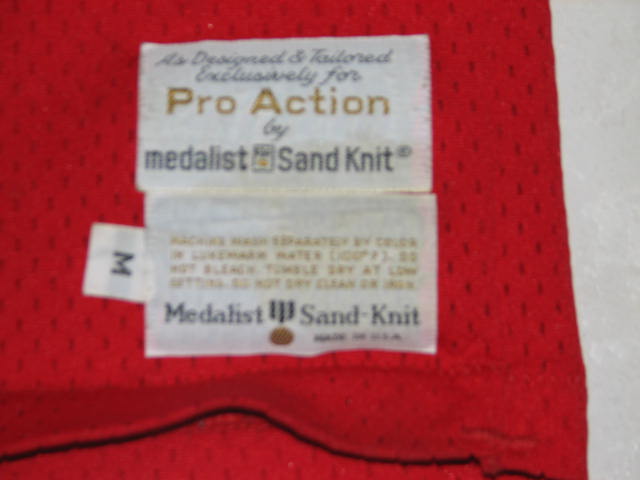 As Designed & Tailored
Exclusively for
Pro Action
by
medalist Sand Knit®
MACHINE WASH SEPARATELY BY COLOR
IN LUKEWARM WATER (100°F). DO
NOT BLEACH. TUMBLE DRY AT LOW
SETTING. DO NOT DRY CLEAN OR IRON.
M
Medalist Sand-Knit
MADE IN U.S.A.